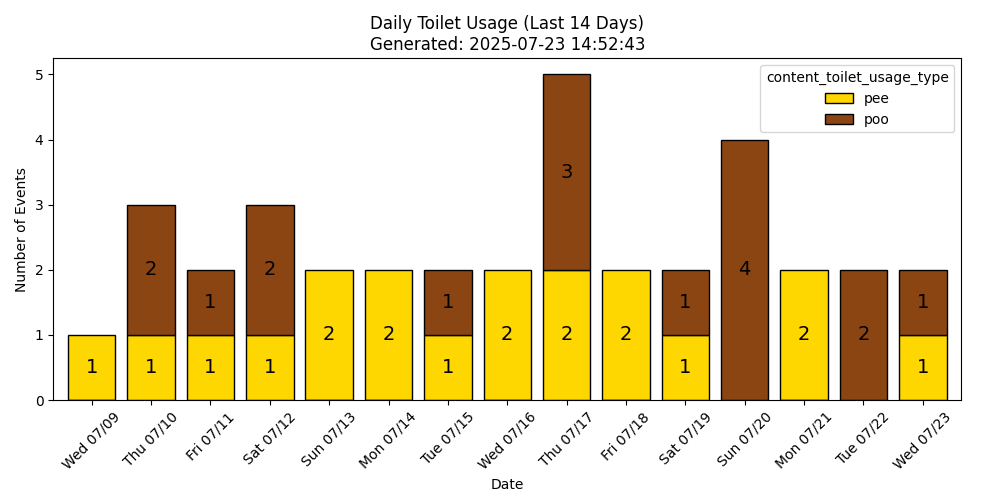 Daily Toilet Usage (Last 14 Days)
Generated: 2025-07-23 14:52:43
content_toilet_usage_type
pee
poo
Number of Events
5
4
3
2
1
0
1
2
1
1
1
2
1
2
2
1
1
2
3
2
2
1
1
4
2
2
1
1
Wed 07/09
Thu 07/10
Fri 07/11
Sat 07/12
Sun 07/13
Mon 07/14
Tue 07/15
Wed 07/16
Thu 07/17
Fri 07/18
Sat 07/19
Sun 07/20
Mon 07/21
Tue 07/22
Wed 07/23
Date